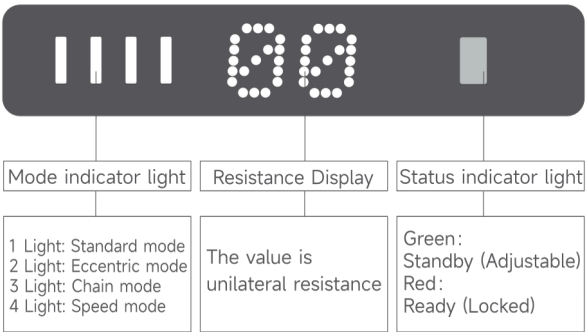 00
Mode indicator light
Resistance Display
Status indicator light
1 Light: Standard mode
2 Light: Eccentric mode
3 Light: Chain mode
4 Light: Speed mode
The value is
unilateral resistance
Green:
Standby (Adjustable)
Red:
Ready (Locked)